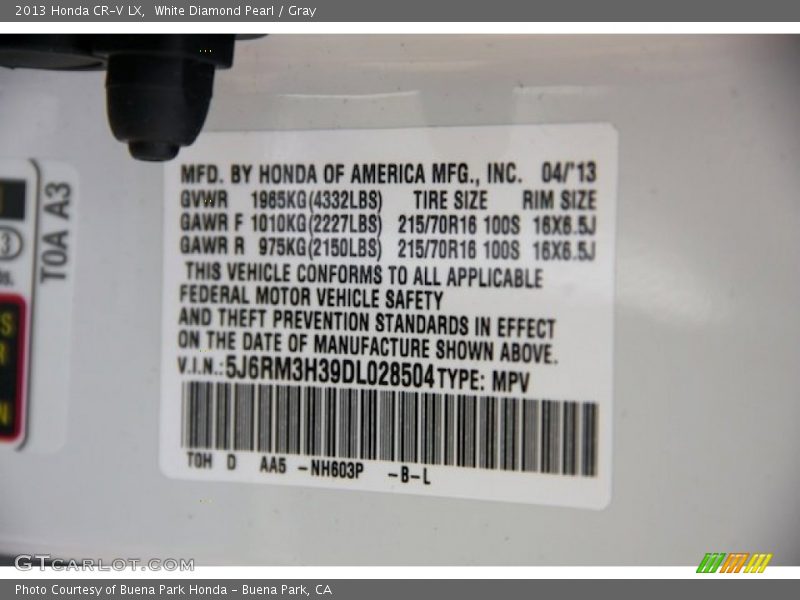 2013 Honda CR-V LX,  White Diamond Pearl / Gray
MFD. BY HONDA OF AMERICA MFG., INC. 04/'13
GVWR 1965KG(4332LBS) TIRE SIZE RIM SIZE
GAWR F 1010KG(2227LBS) 215/70R16 100S 16X6.5J
GAWR R 975KG(2150LBS) 215/70R16 100S 16X6.5J
THIS VEHICLE CONFORMS TO ALL APPLICABLE
FEDERAL MOTOR VEHICLE SAFETY
AND THEFT PREVENTION STANDARDS IN EFFECT
ON THE DATE OF MANUFACTURE SHOWN ABOVE.
V.I.N.:5J6RM3H39DL028504 TYPE: MPV
T0H D AA5 -NH603P -B-L
T0A A3
GTCARLOT.COM
Photo Courtesy of Buena Park Honda - Buena Park, CA